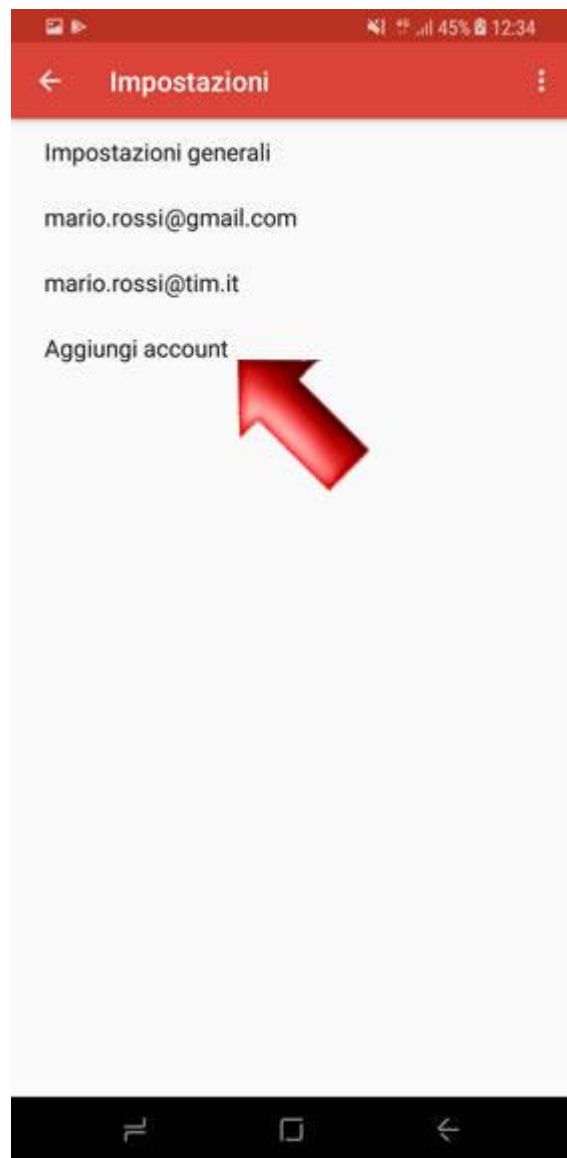 45% 12:34
Impostazioni
Impostazioni generali
mario.rossi@gmail.com
mario.rossi@tim.it
Aggiungi account